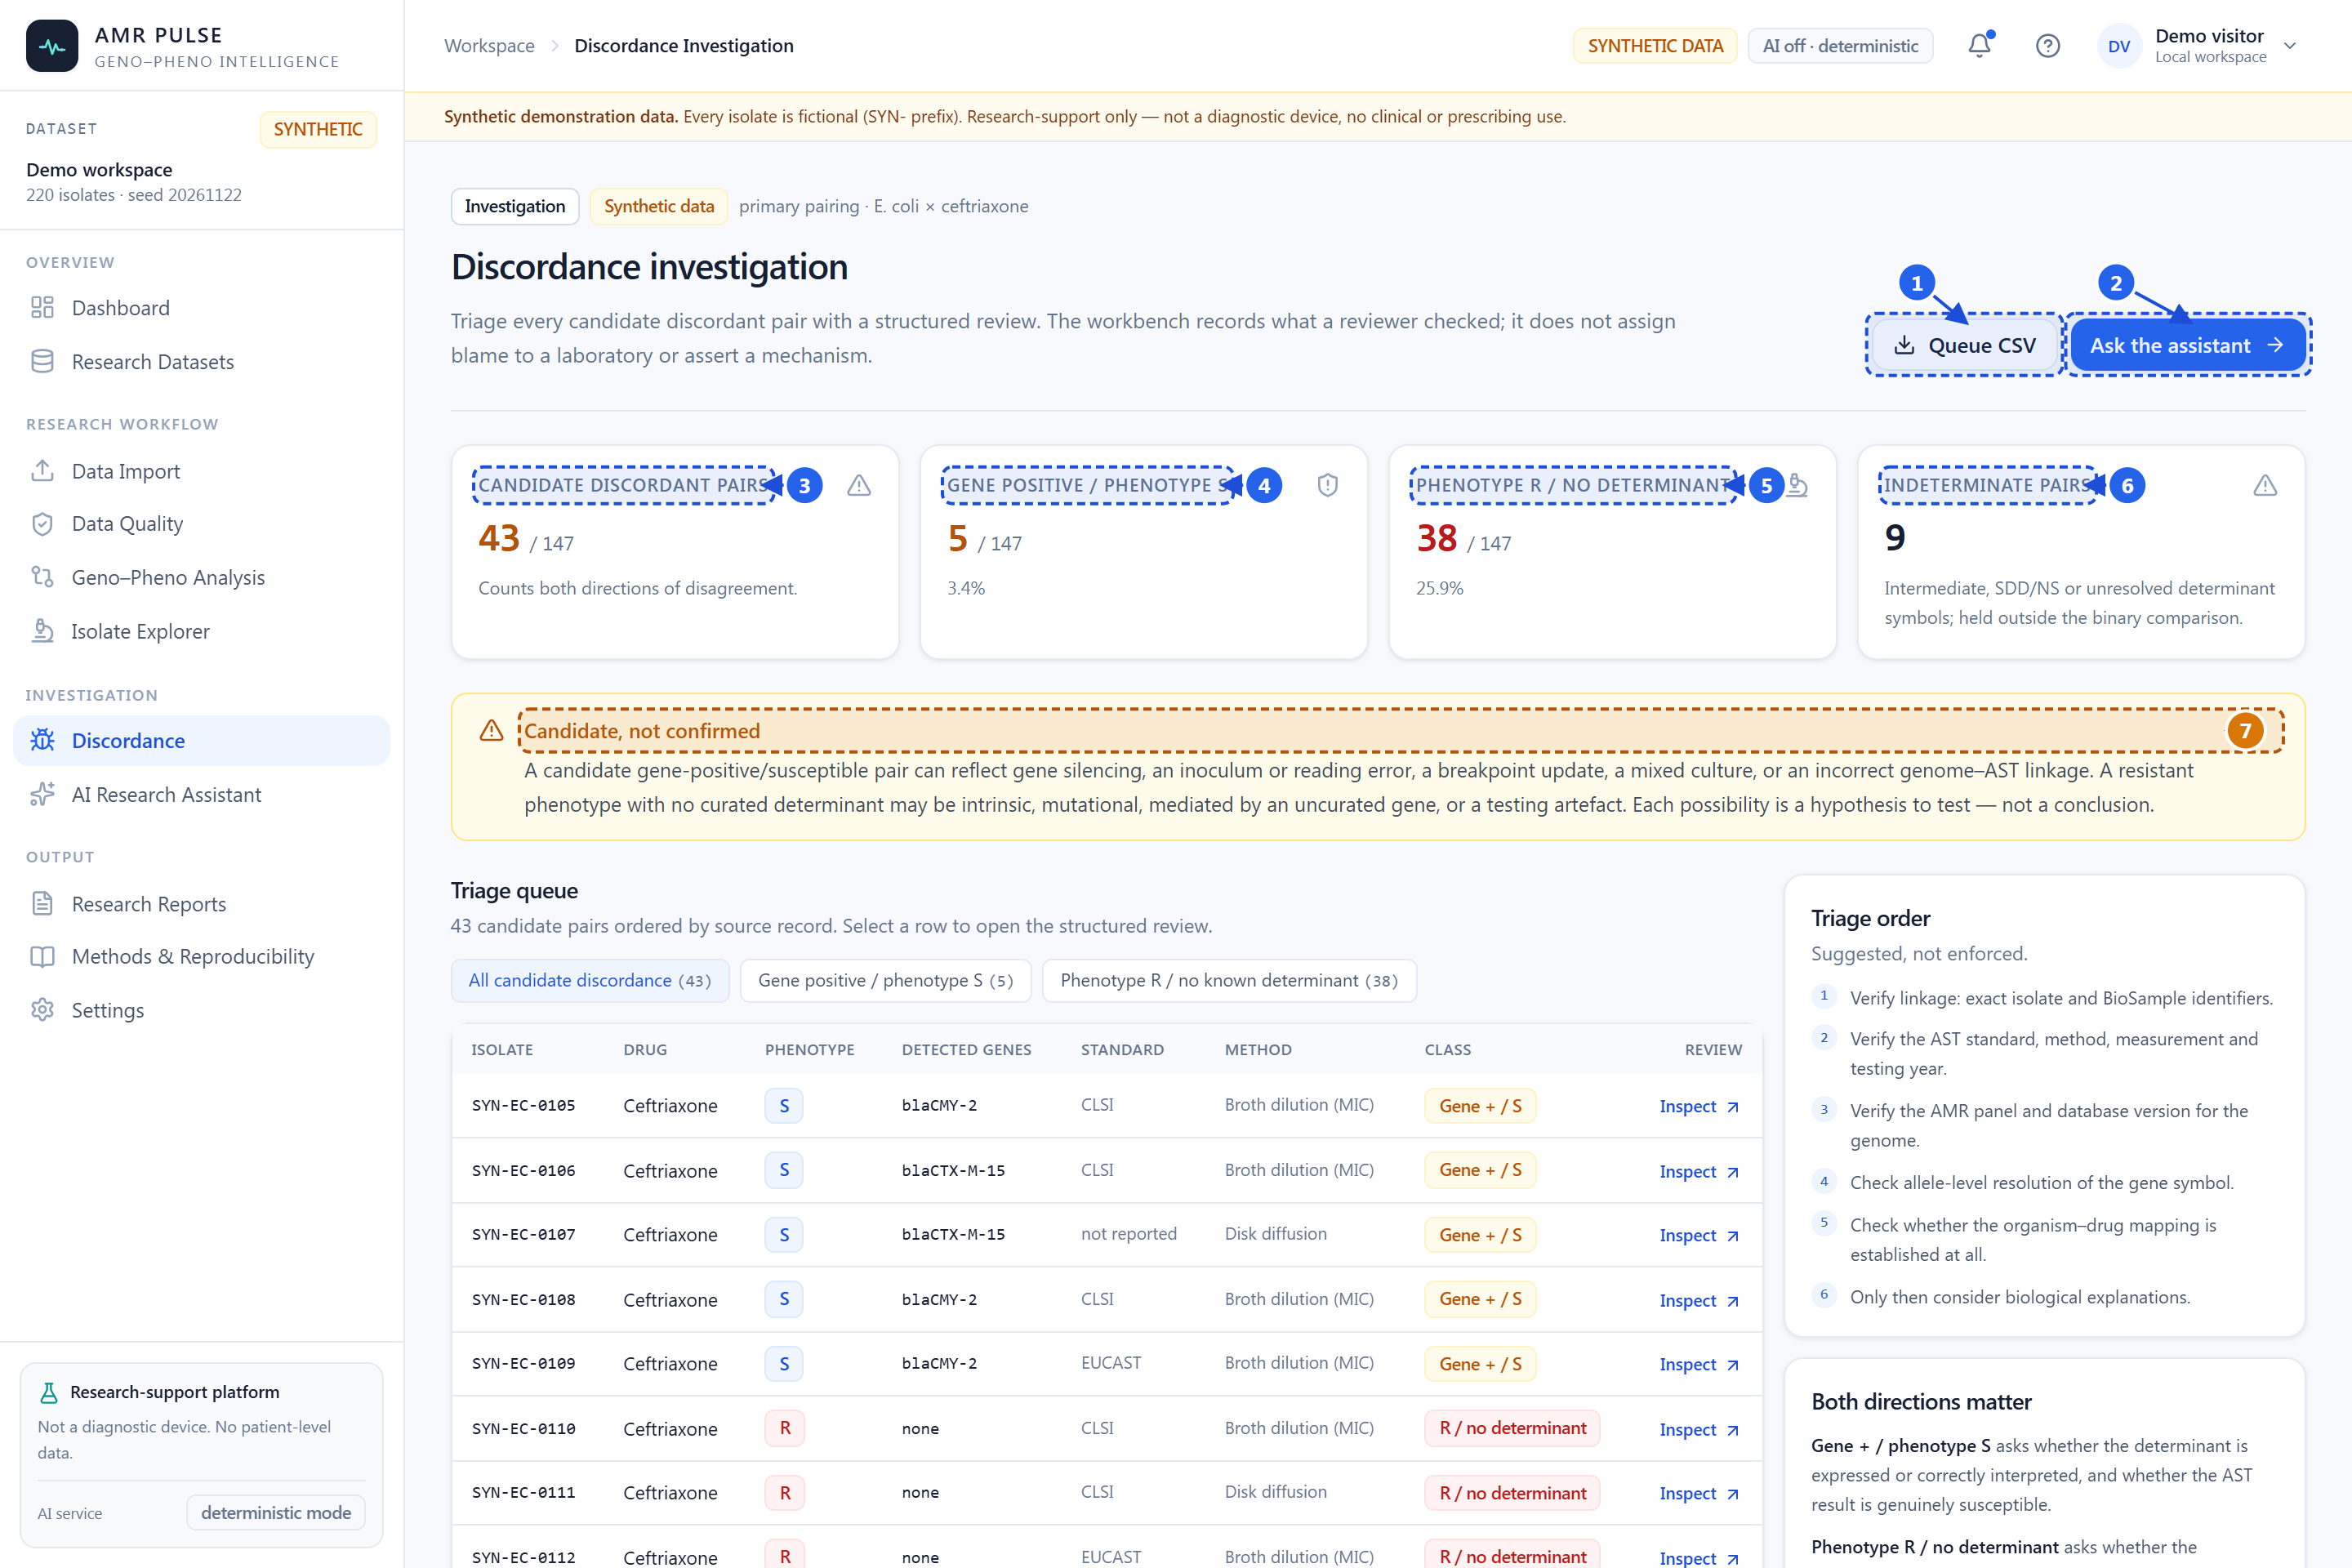 AMR PULSE
GENO–PHENO INTELLIGENCE
DATASET
SYNTHETIC
Demo workspace
220 isolates · seed 20261122
OVERVIEW
Dashboard
Research Datasets
RESEARCH WORKFLOW
Data Import
Data Quality
Geno–Pheno Analysis
Isolate Explorer
INVESTIGATION
Discordance
AI Research Assistant
OUTPUT
Research Reports
Methods & Reproducibility
Settings
Research-support platform
Not a diagnostic device. No patient-level
data.
AI service
deterministic mode
Workspace
Discordance Investigation
SYNTHETIC DATA
AI off · deterministic
DV
Demo visitor
Local workspace
Synthetic demonstration data. Every isolate is fictional (SYN- prefix). Research-support only — not a diagnostic device, no clinical or prescribing use.
Investigation
Synthetic data
primary pairing · E. coli × ceftriaxone
Discordance investigation
Triage every candidate discordant pair with a structured review. The workbench records what a reviewer checked; it does not assign
blame to a laboratory or assert a mechanism.
1
2
Queue CSV
Ask the assistant
CANDIDATE DISCORDANT PAIRS
3
43 / 147
Counts both directions of disagreement.
GENE POSITIVE / PHENOTYPE S
4
5 / 147
3.4%
PHENOTYPE R / NO DETERMINANT
5
38 / 147
25.9%
INDETERMINATE PAIRS
6
9
Intermediate, SDD/NS or unresolved determinant
symbols; held outside the binary comparison.
Candidate, not confirmed
7
A candidate gene-positive/susceptible pair can reflect gene silencing, an inoculum or reading error, a breakpoint update, a mixed culture, or an incorrect genome–AST linkage. A resistant
phenotype with no curated determinant may be intrinsic, mutational, mediated by an uncurated gene, or a testing artefact. Each possibility is a hypothesis to test — not a conclusion.
Triage queue
43 candidate pairs ordered by source record. Select a row to open the structured review.
All candidate discordance (43)
Gene positive / phenotype S (5)
Phenotype R / no known determinant (38)
ISOLATE DRUG PHENOTYPE DETECTED GENES STANDARD METHOD CLASS REVIEW
SYN-EC-0105 Ceftriaxone S blaCMY-2 CLSI Broth dilution (MIC) Gene + / S Inspect
SYN-EC-0106 Ceftriaxone S blaCTX-M-15 CLSI Broth dilution (MIC) Gene + / S Inspect
SYN-EC-0107 Ceftriaxone S blaCTX-M-15 not reported Disk diffusion Gene + / S Inspect
SYN-EC-0108 Ceftriaxone S blaCMY-2 CLSI Broth dilution (MIC) Gene + / S Inspect
SYN-EC-0109 Ceftriaxone S blaCMY-2 EUCAST Broth dilution (MIC) Gene + / S Inspect
SYN-EC-0110 Ceftriaxone R none CLSI Broth dilution (MIC) R / no determinant Inspect
SYN-EC-0111 Ceftriaxone R none CLSI Disk diffusion R / no determinant Inspect
SYN-EC-0112 Ceftriaxone R none EUCAST Broth dilution (MIC) R / no determinant Inspect
Triage order
Suggested, not enforced.
1 Verify linkage: exact isolate and BioSample identifiers.
2 Verify the AST standard, method, measurement and
testing year.
3 Verify the AMR panel and database version for the
genome.
4 Check allele-level resolution of the gene symbol.
5 Check whether the organism–drug mapping is
established at all.
6 Only then consider biological explanations.
Both directions matter
Gene + / phenotype S asks whether the determinant is
expressed or correctly interpreted, and whether the AST
result is genuinely susceptible.
Phenotype R / no determinant asks whether the